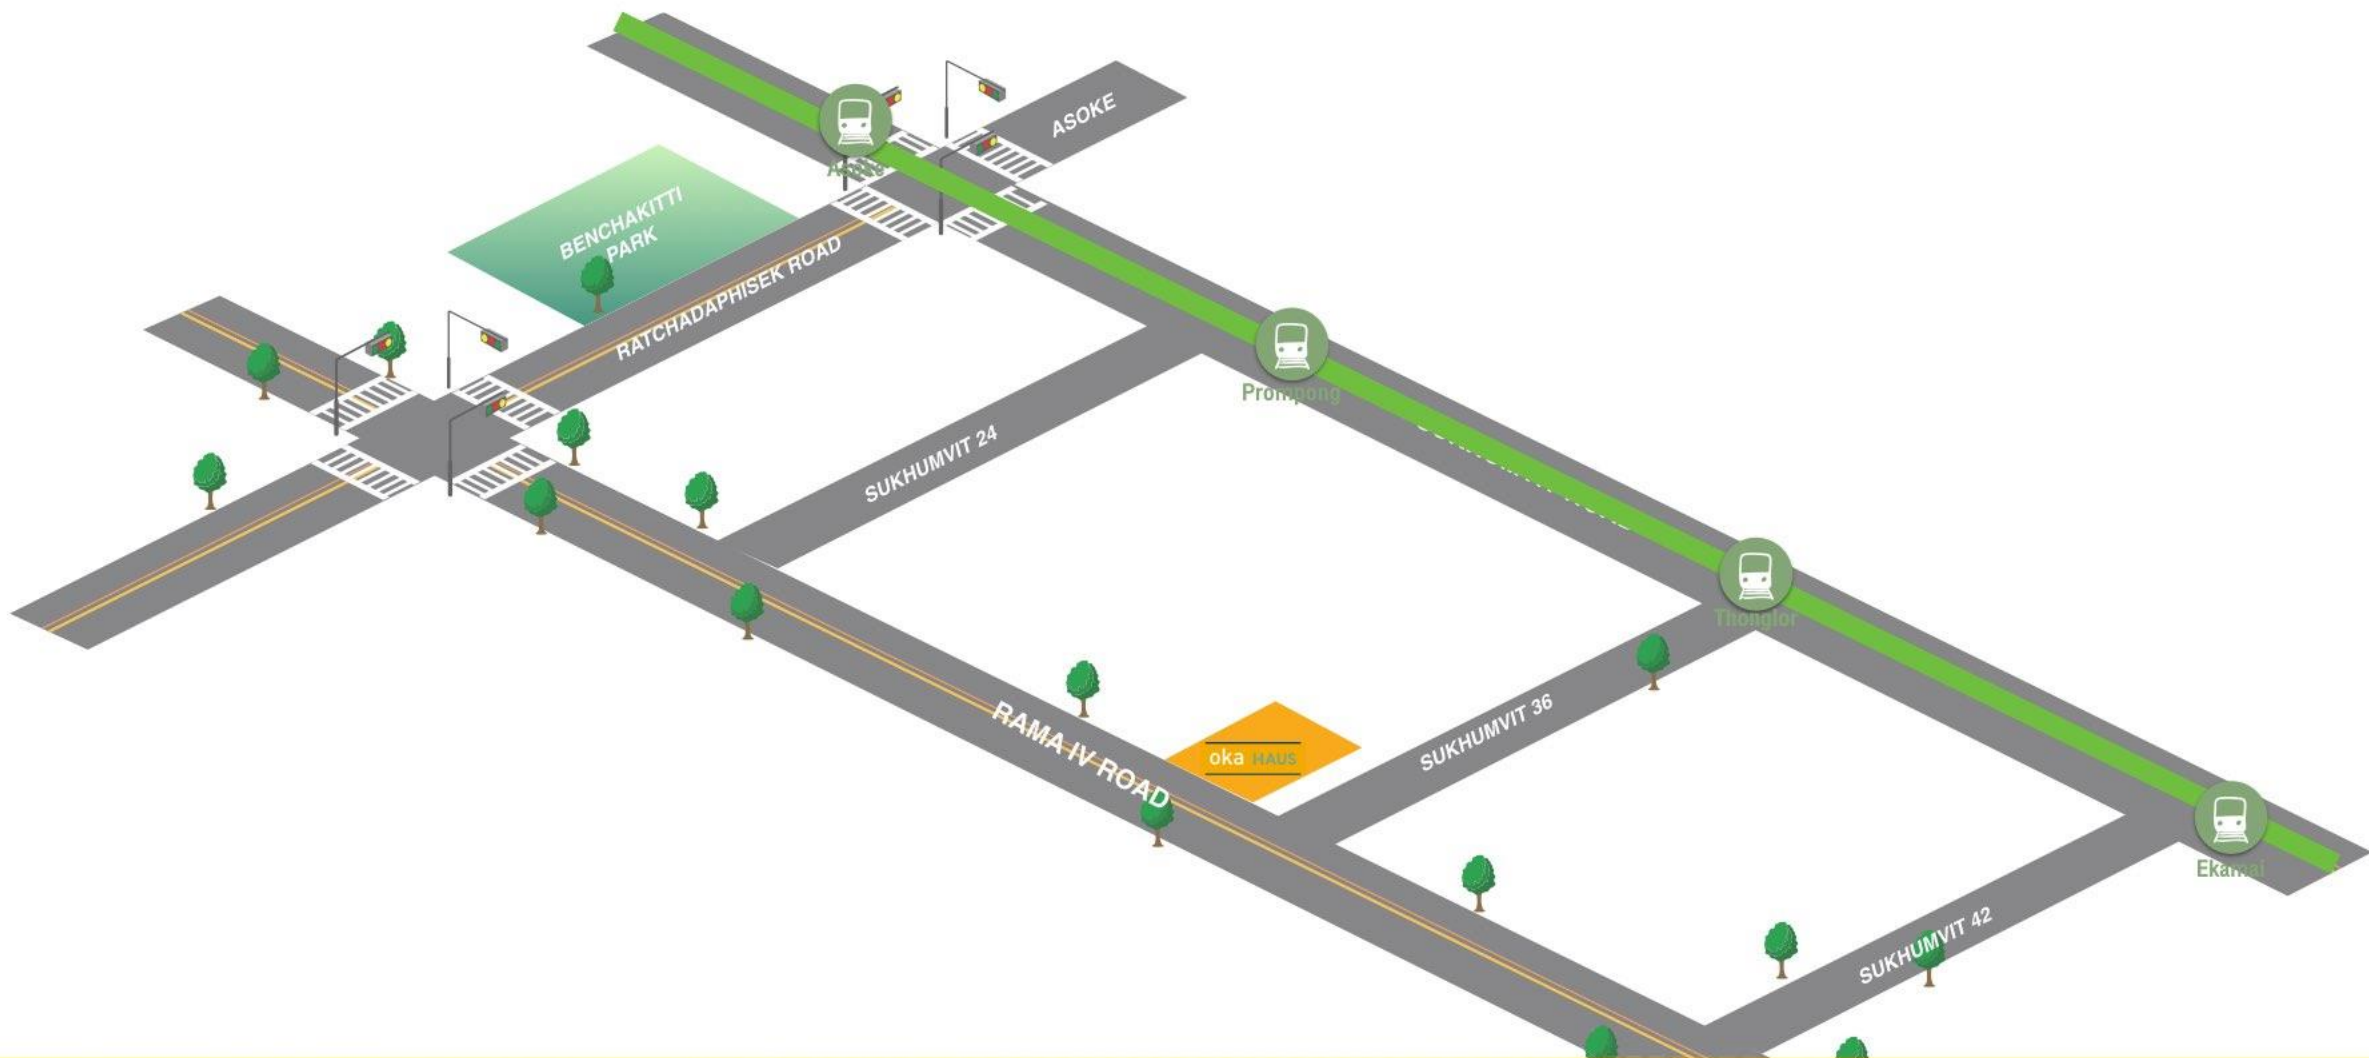 ASOKE
BENCHAKITTI
PARK
RATCHADAPHISEK ROAD
Prompong
SUKHUMVIT 24
Thonglor
SUKHUMVIT 36
RAMA IV ROAD
oka HAUS
Ekamai
SUKHUMVIT 42